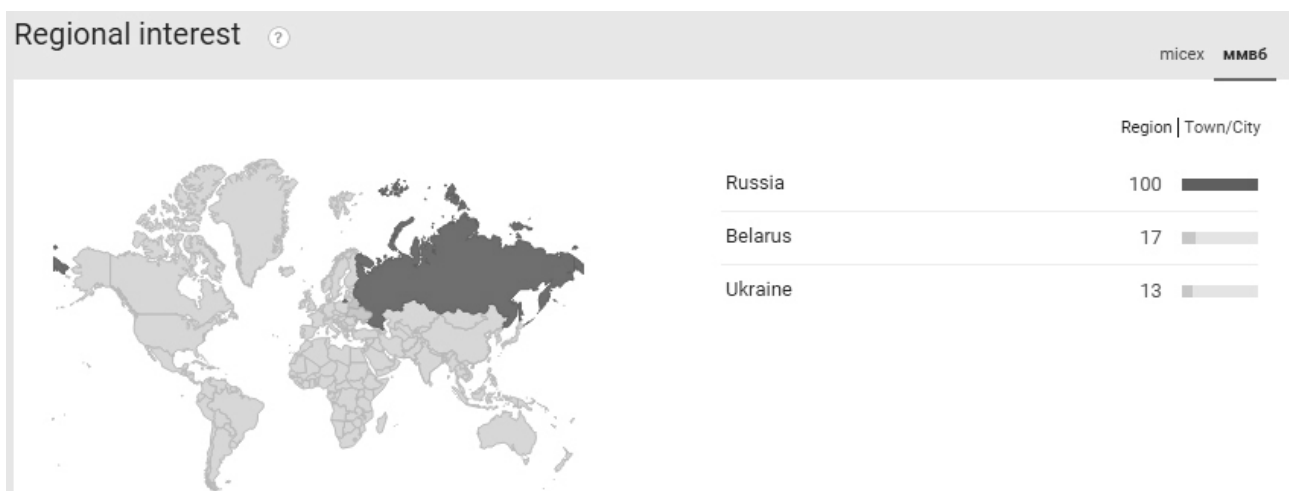 Regional interest ?
micex ммвб
Region | Town/City
Russia 100
Belarus 17
Ukraine 13